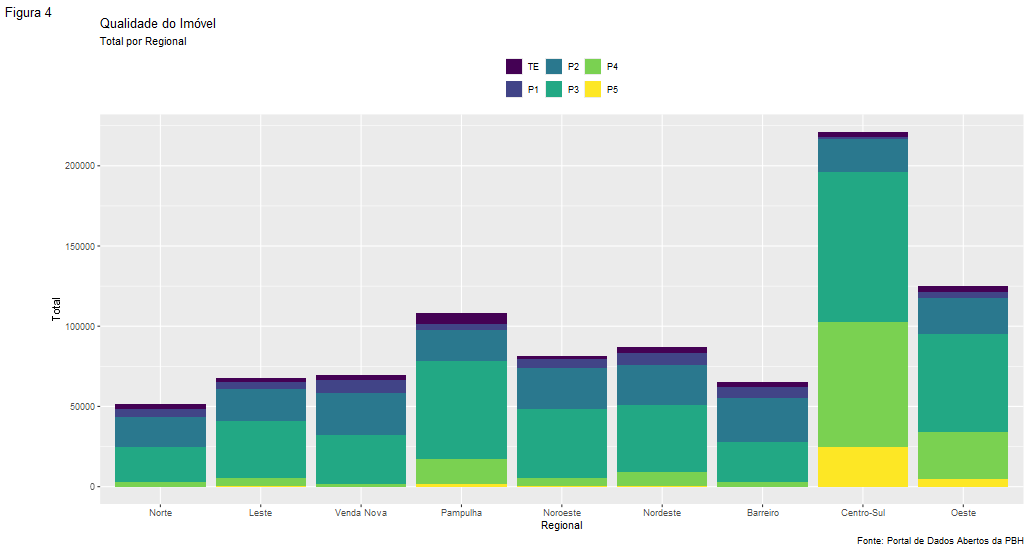 Figura 4
Qualidade do Imóvel
Total por Regional
TE P2 P4
P1 P3 P5
Total
200000
150000
100000
50000
0
Norte Leste Venda Nova Pampulha Noroeste Nordeste Barreiro Centro-Sul Oeste
Regional
Fonte: Portal de Dados Abertos da PBH